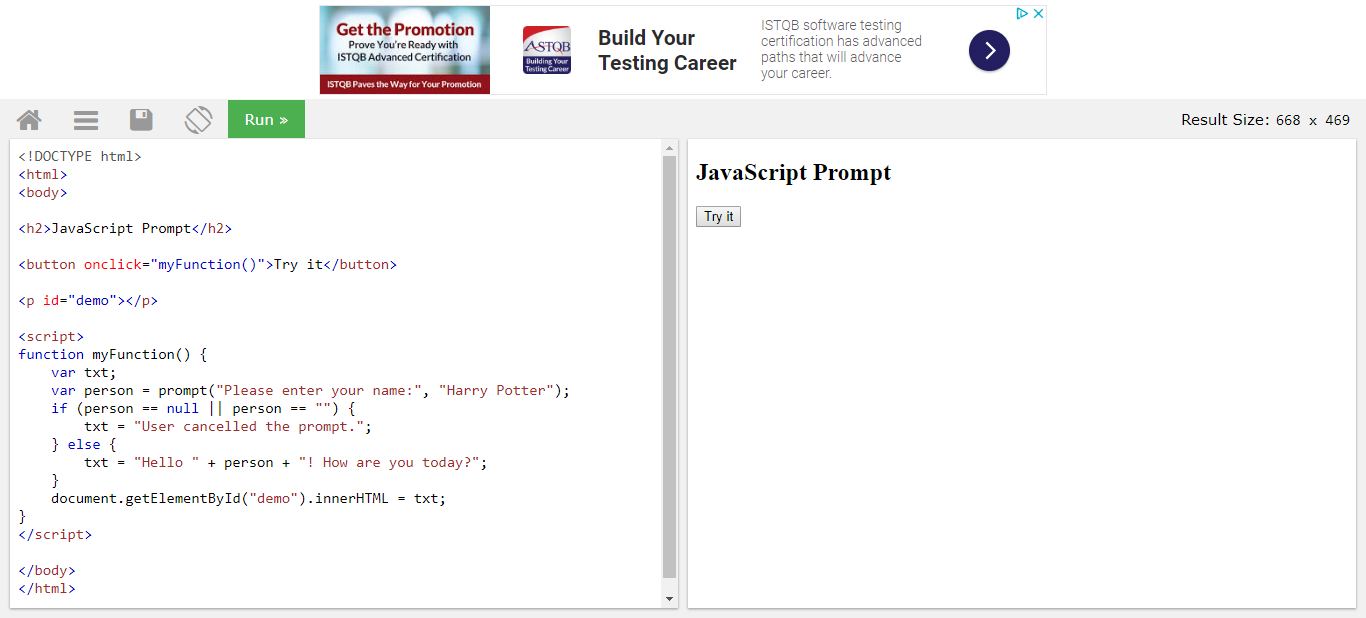 Get the Promotion
Prove You're Ready with
ISTQB Advanced Certification
ISTQB Paves the Way for Your Promotion
ASTQB
Building Your
Testing Career
Build Your
Testing Career
ISTQB software testing
certification has advanced
paths that will advance
your career.
Run »
Result Size: 668 x 469
<!DOCTYPE html>
<html>
<body>
<h2>JavaScript Prompt</h2>
<button onclick="myFunction()">Try it</button>
<p id="demo"></p>
<script>
function myFunction() {
    var txt;
    var person = prompt("Please enter your name:", "Harry Potter");
    if (person == null || person == "") {
        txt = "User cancelled the prompt.";
    } else {
        txt = "Hello " + person + "! How are you today?";
    }
    document.getElementById("demo").innerHTML = txt;
}
</script>
</body>
</html>
JavaScript Prompt
Try it